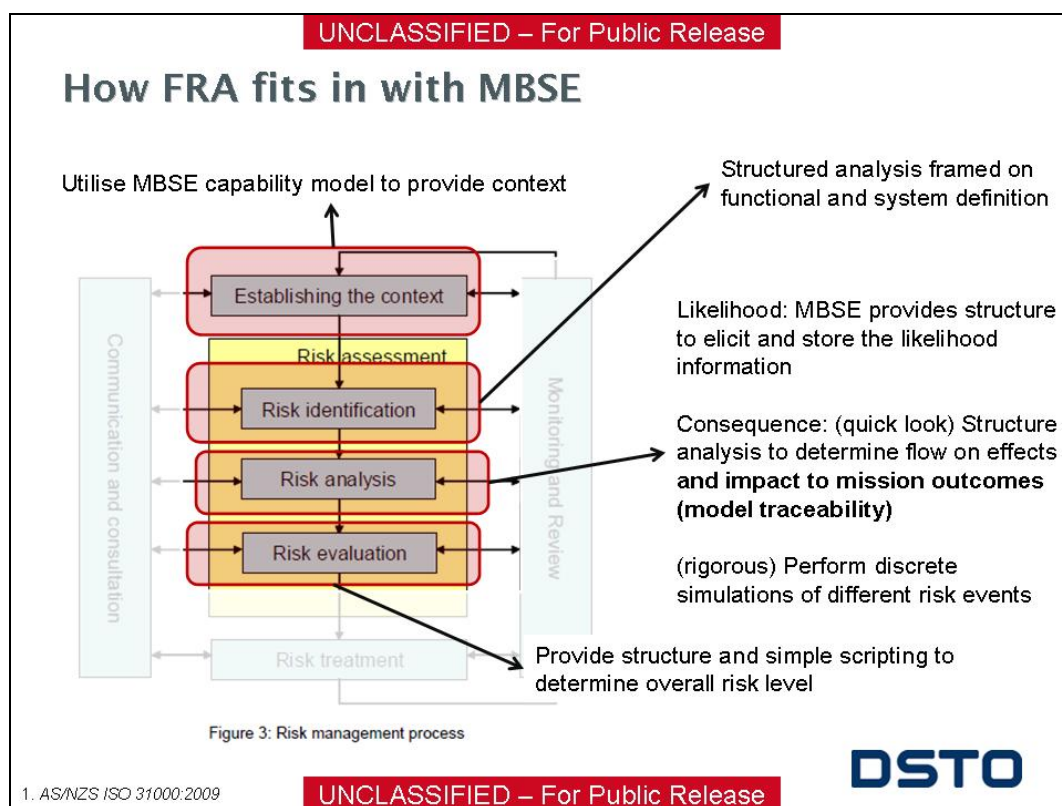 UNCLASSIFIED – For Public Release
How FRA fits in with MBSE
Utilise MBSE capability model to provide context
Structured analysis framed on
functional and system definition
Establishing the context
Communication and consultation
Risk assessment
Monitoring and Review
Likelihood: MBSE provides structure
to elicit and store the likelihood
information
Risk identification
Consequence: (quick look) Structure
analysis to determine flow on effects
and impact to mission outcomes
(model traceability)
Risk analysis
Risk evaluation
(rigorous) Perform discrete
simulations of different risk events
Risk treatment
Provide structure and simple scripting to
determine overall risk level
Figure 3: Risk management process
DSTO
1. AS/NZS ISO 31000:2009
UNCLASSIFIED – For Public Release